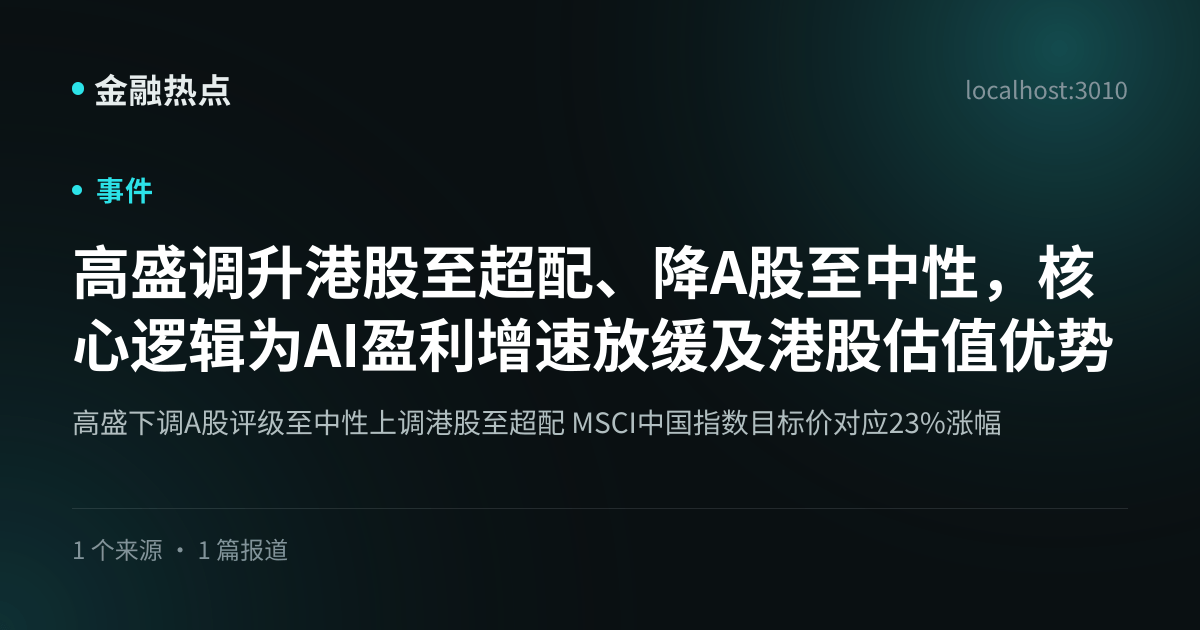 金融热点
localhost:3010
事件
高盛调升港股至超配、降A股至中性，核
心逻辑为AI盈利增速放缓及港股估值优势
高盛下调A股评级至中性上调港股至超配 MSCI中国指数目标价对应23%涨幅
1 个来源 · 1 篇报道